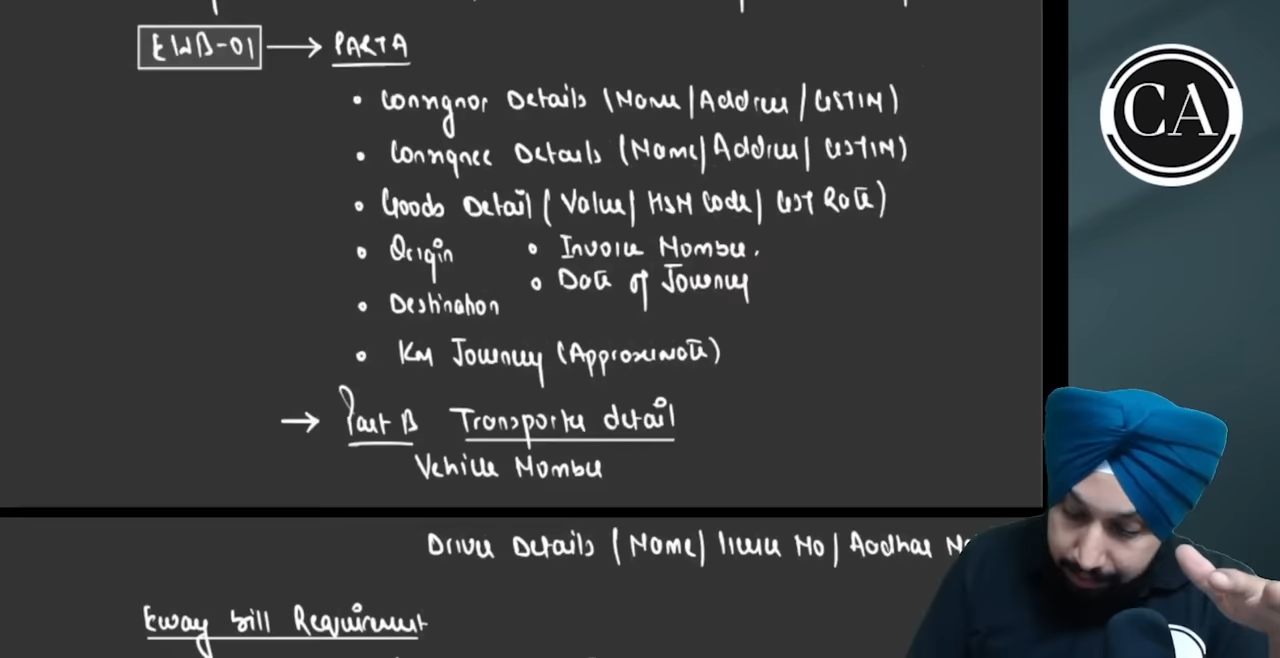 EWB-01 → PART A
• Consignor Details (Name/Address/GSTIN)
• Consignee Details (Name/Address/GSTIN)
• Goods Detail (Value/HSN Code/GST Rate)
• Origin • Invoice Number.
• Destination • Date of Journey
• KM Journey (Approximate)
→ Part B Transporter detail
Vehicle Number
Driver Details (Name/license No/Aadhar No
Eway bill Requirement
CA